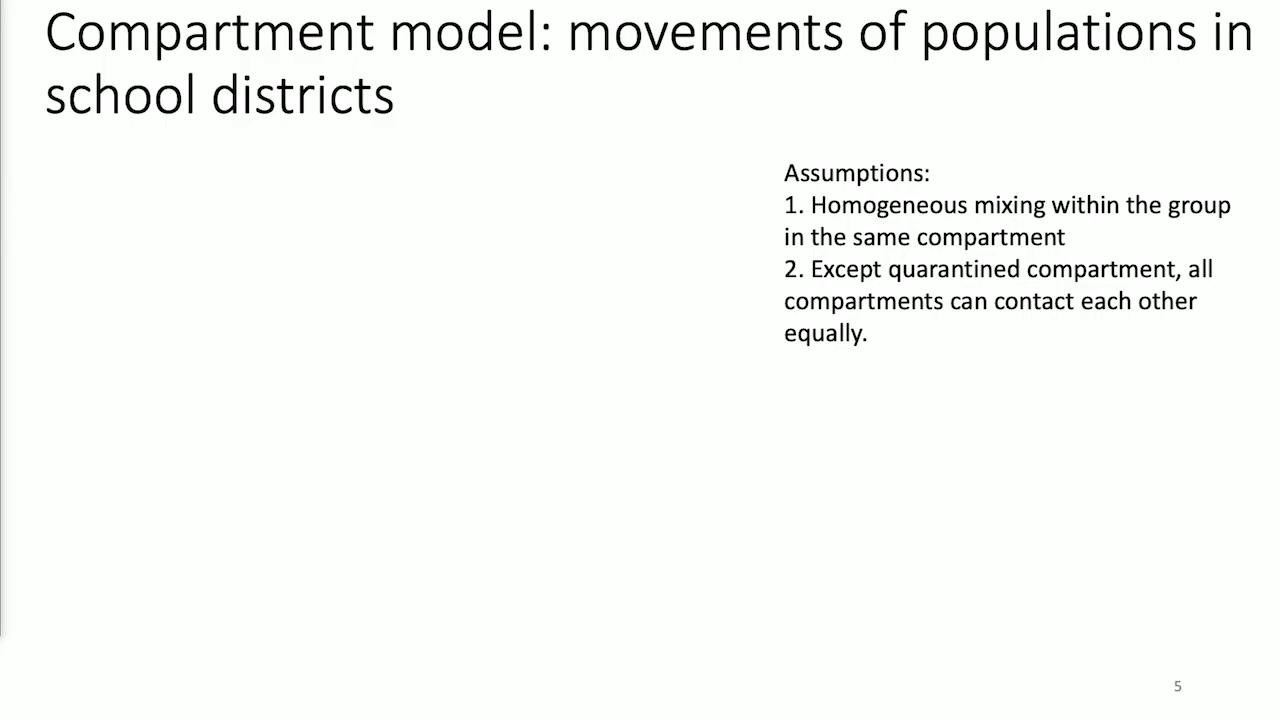 Compartment model: movements of populations in
school districts
Assumptions:
1. Homogeneous mixing within the group
in the same compartment
2. Except quarantined compartment, all
compartments can contact each other
equally.
5